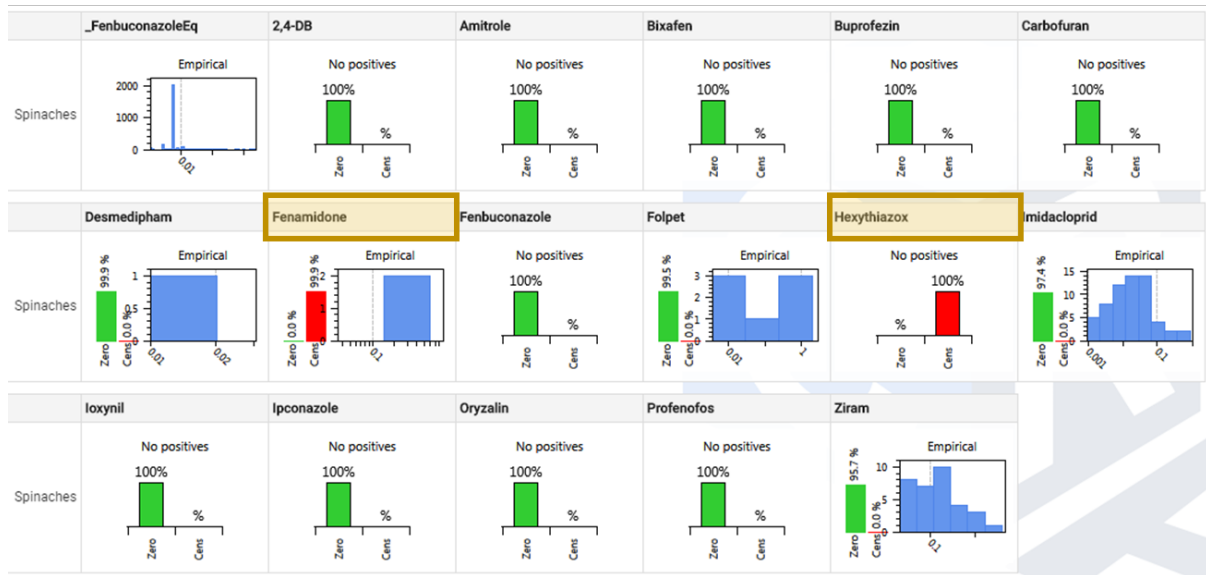 _FenbuconazoleEq 2,4-DB Amitrole Bixafen Buprofezin Carbofuran
Spinaches
Empirical
2000
1000
0
0.01
No positives
100%
%
Zero Cens
No positives
100%
%
Zero Cens
No positives
100%
%
Zero Cens
No positives
100%
%
Zero Cens
No positives
100%
%
Zero Cens
Desmedipham Fenamidone Fenbuconazole Folpet Hexythiazox Imidacloprid
Spinaches
99.9 %
0.0 %
Zero Cens
Empirical
1
0.5
0
0.01 0.02
0.0 %
99.9 %
Zero Cens
Empirical
2
1
0
0.1
No positives
100%
%
Zero Cens
99.5 %
0.0 %
Zero Cens
Empirical
3
2
1
0
0.01 1
No positives
%
100%
Zero Cens
97.4 %
0.0 %
Zero Cens
Empirical
15
10
5
0
0.001 0.1
Ioxynil Ipconazole Oryzalin Profenofos Ziram
Spinaches
No positives
100%
%
Zero Cens
No positives
100%
%
Zero Cens
No positives
100%
%
Zero Cens
No positives
100%
%
Zero Cens
95.7 %
0.0 %
Zero Cens
Empirical
10
5
0
0.1